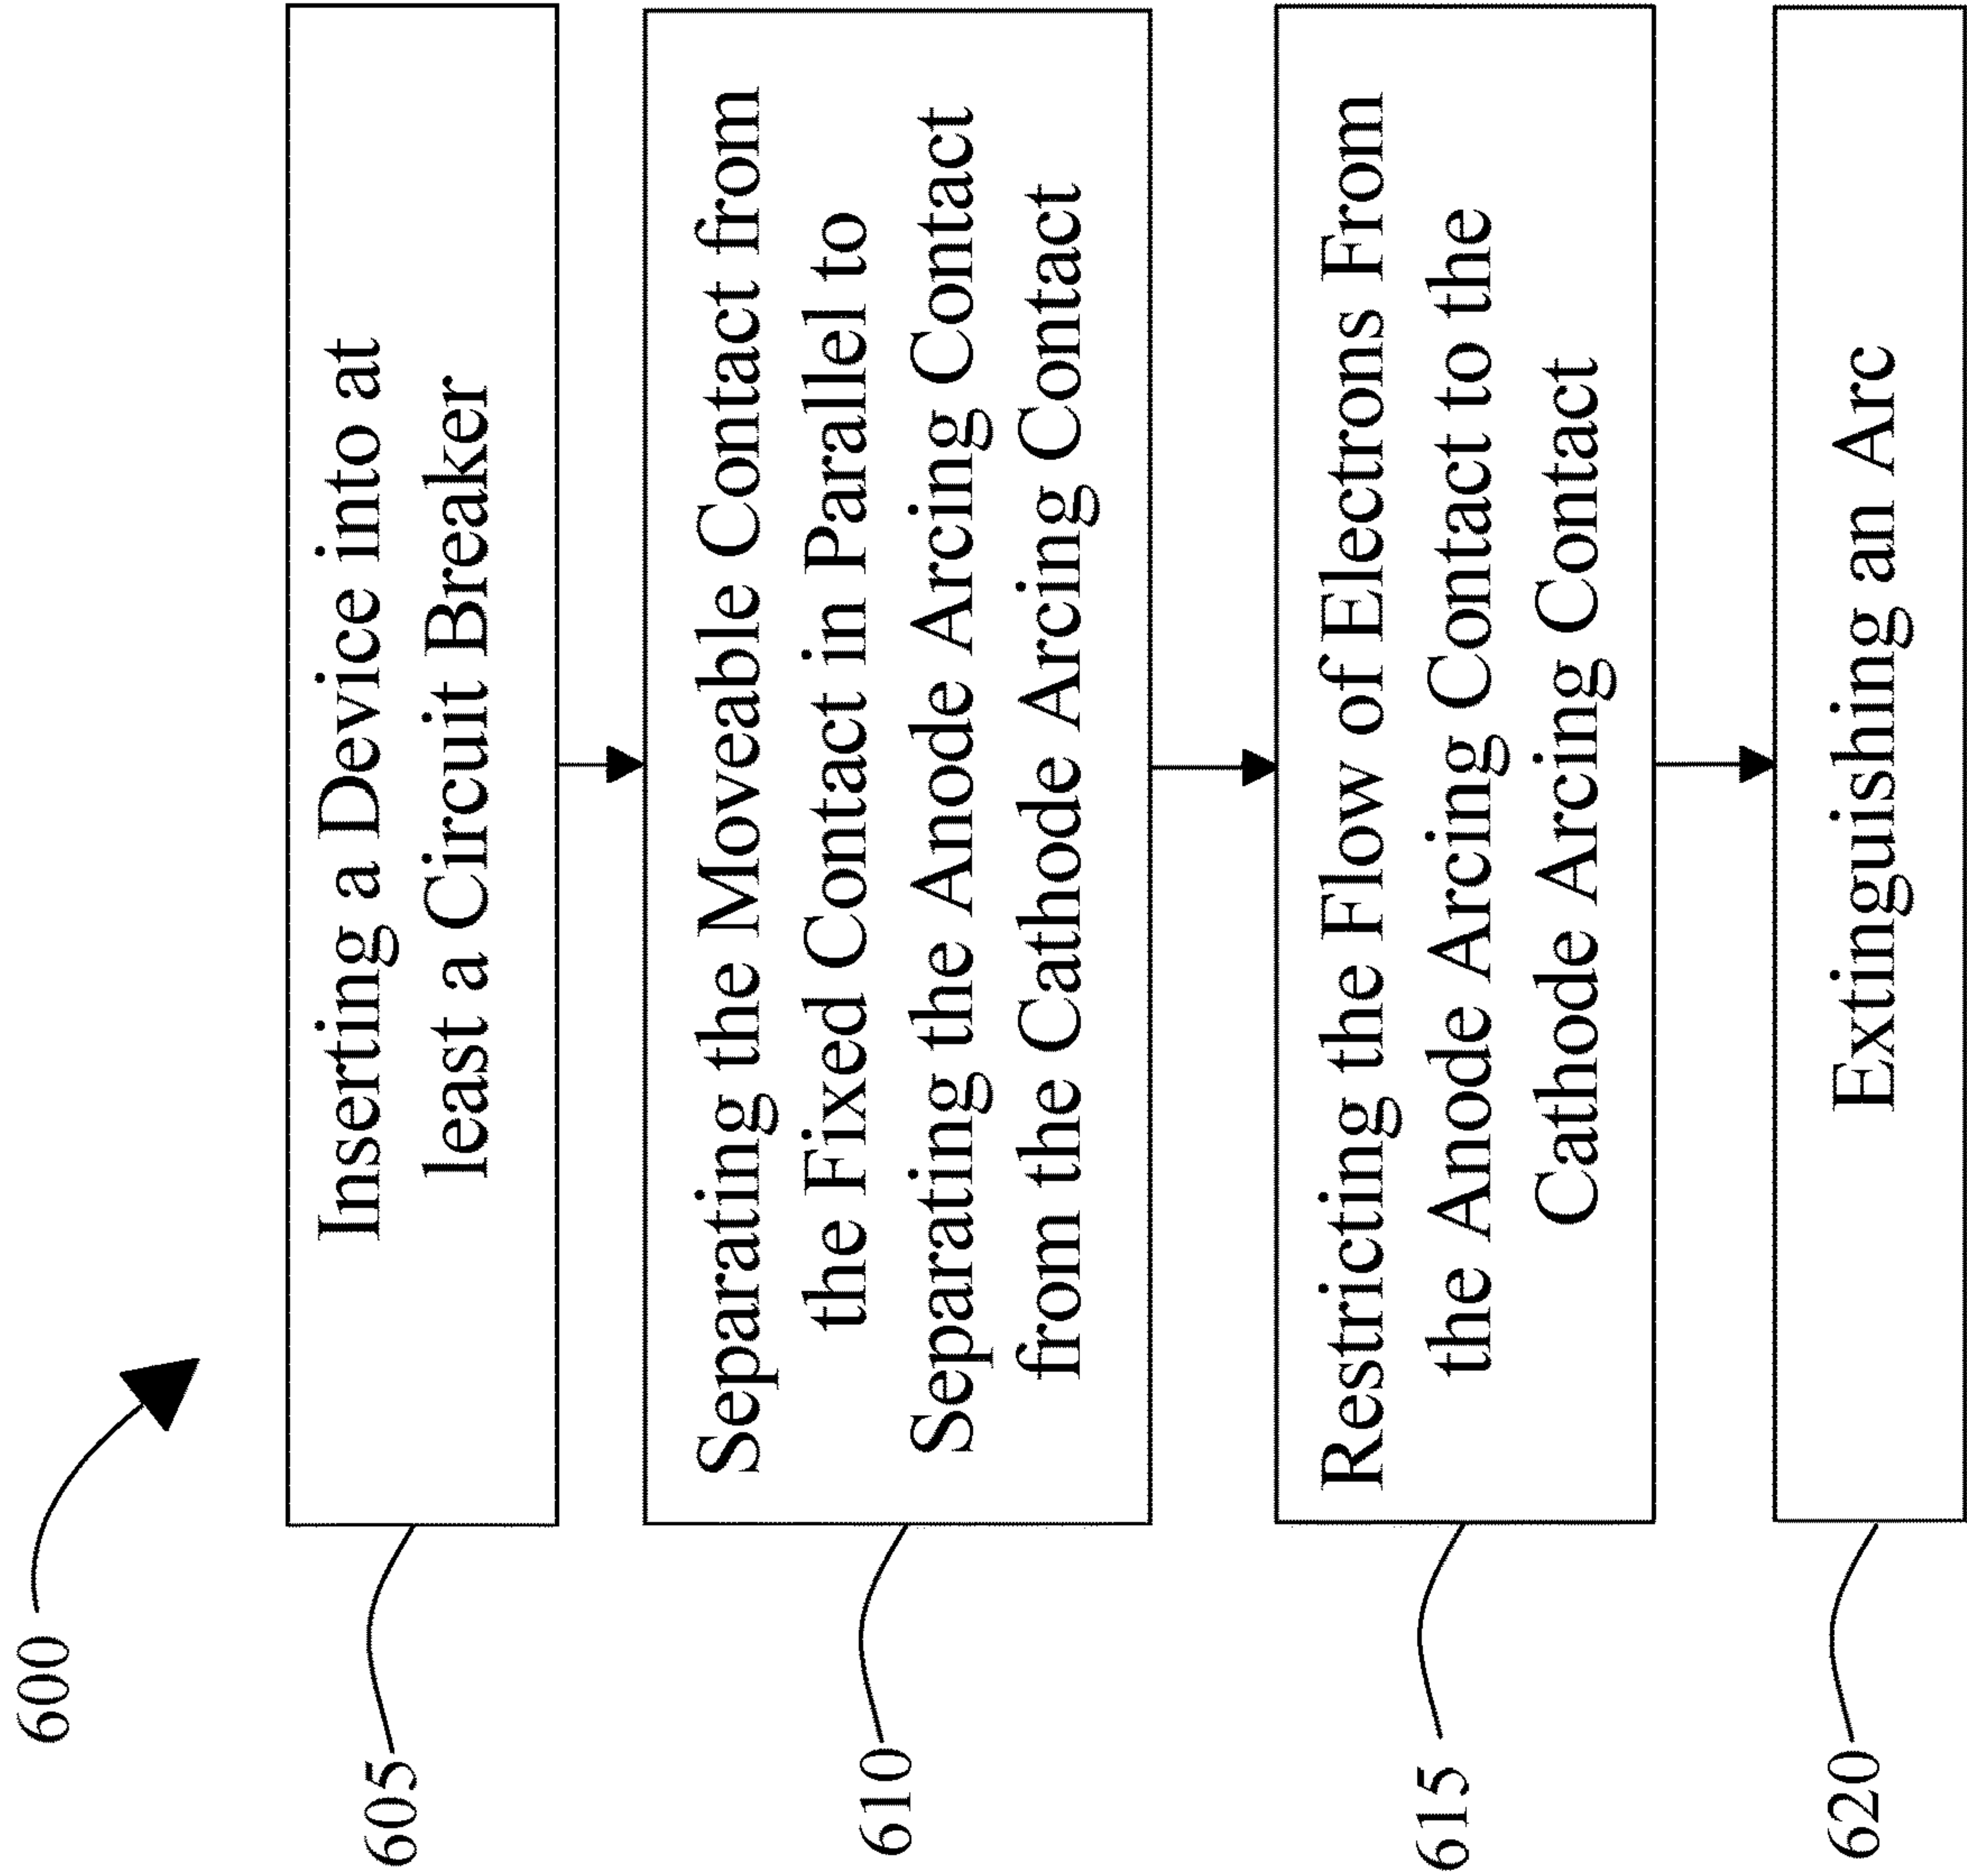 600
605
Inserting a Device into at
least a Circuit Breaker
610
Separating the Moveable Contact from
the Fixed Contact in Parallel to
Separating the Anode Arcing Contact
from the Cathode Arcing Contact
615
Restricting the Flow of Electrons From
the Anode Arcing Contact to the
Cathode Arcing Contact
620
Extinguishing an Arc